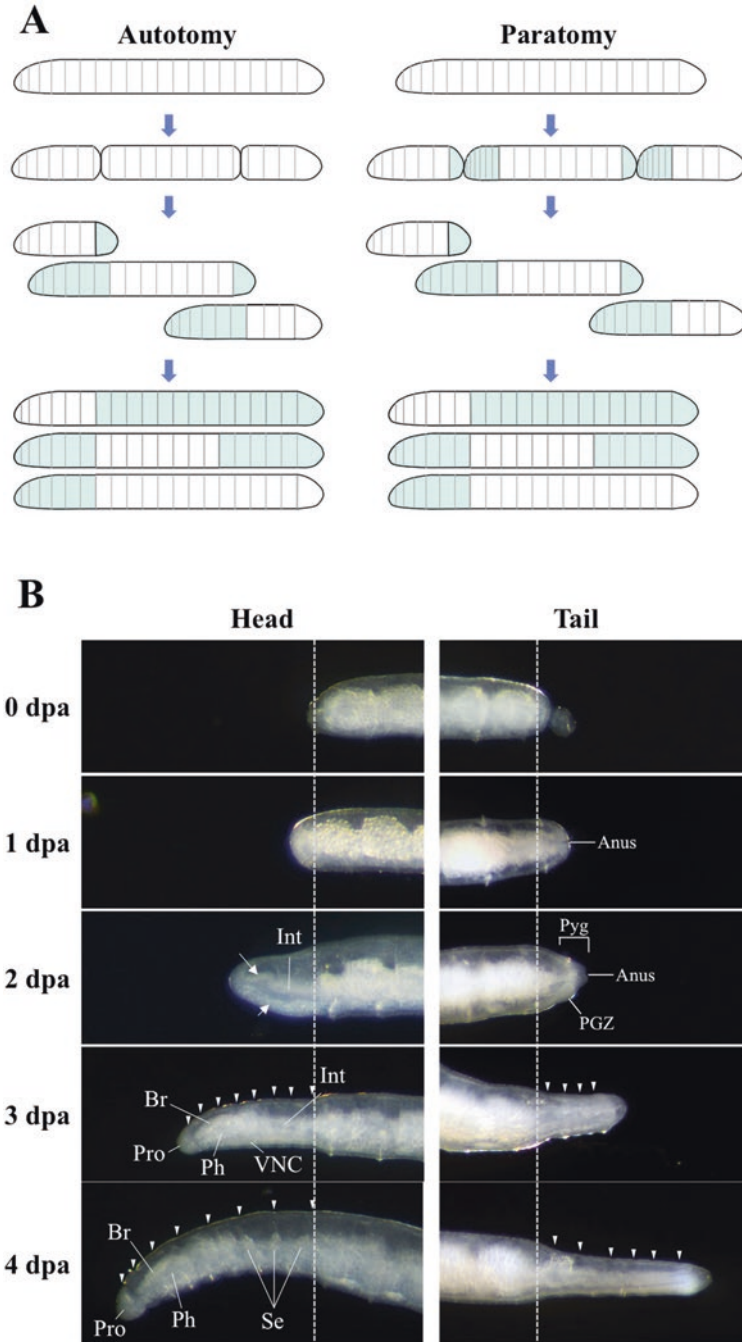 A
Autotomy Paratomy
B
Head Tail
0 dpa
1 dpa
Anus
2 dpa
Int
Pyg
Anus
PGZ
3 dpa
Br
Int
Pro
Ph
VNC
4 dpa
Br
Pro
Ph
Se